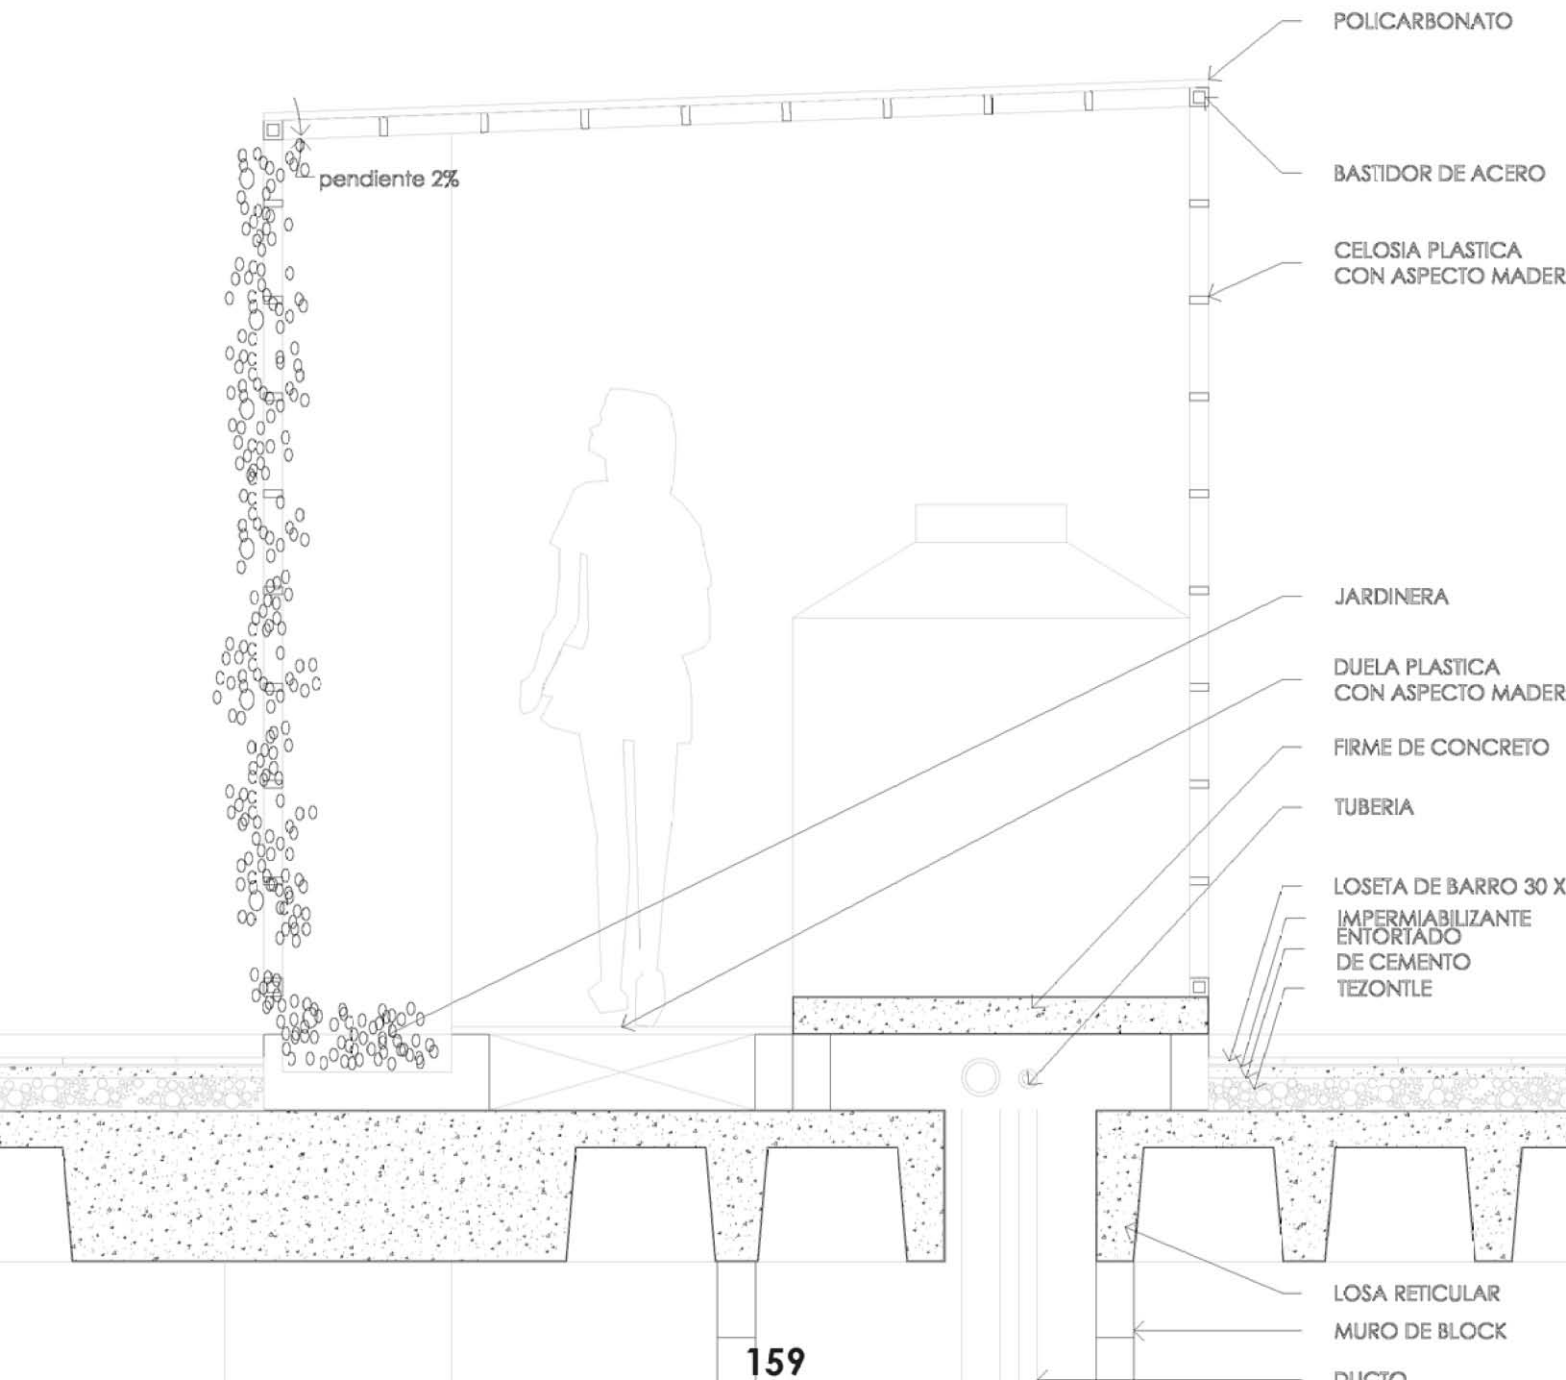 POLICARBONATO
pendiente 2%
BASTIDOR DE ACERO
CELOSIA PLASTICA
CON ASPECTO MADER
JARDINERA
DUELA PLASTICA
CON ASPECTO MADER
FIRME DE CONCRETO
TUBERIA
LOSETA DE BARRO 30 X
IMPERMIABILIZANTE
ENTORTADO
DE CEMENTO
TEZONTLE
LOSA RETICULAR
MURO DE BLOCK
159
DUCTO